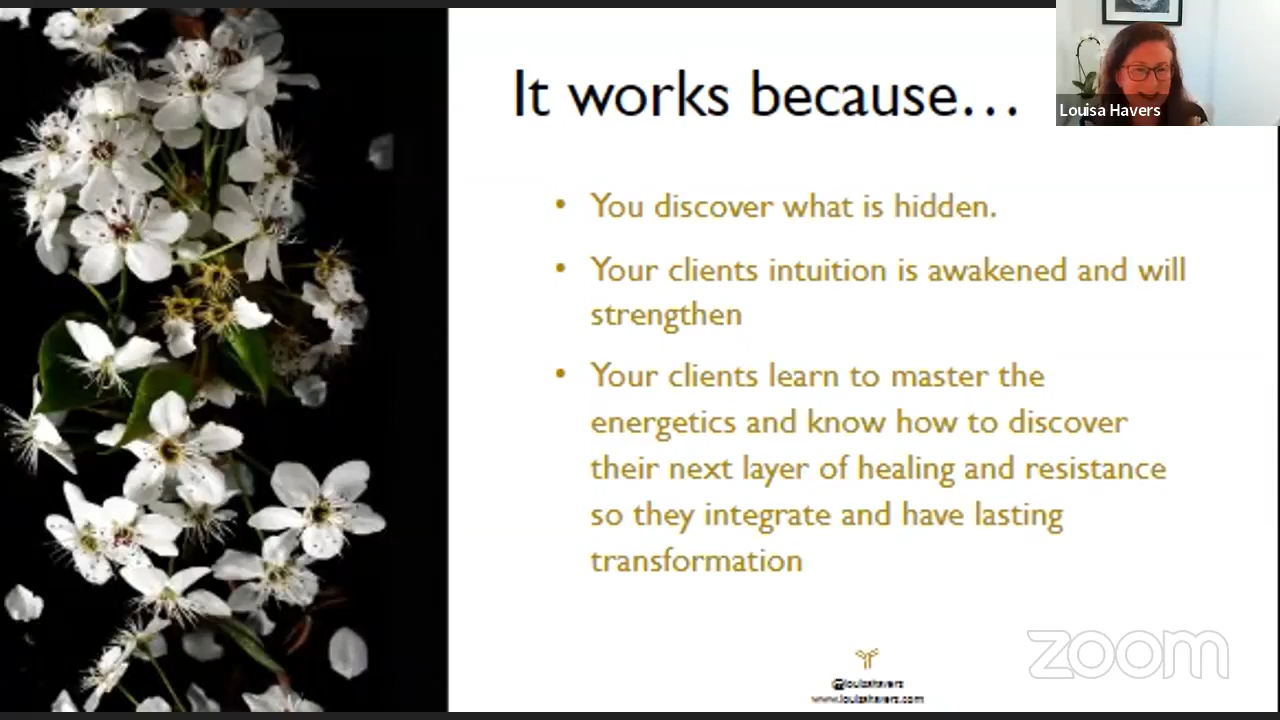 It works because...
Louisa Havers
• You discover what is hidden.
• Your clients intuition is awakened and will
strengthen
• Your clients learn to master the
energetics and know how to discover
their next layer of healing and resistance
so they integrate and have lasting
transformation
@louisahavers
www.louisahavers.com
zoom